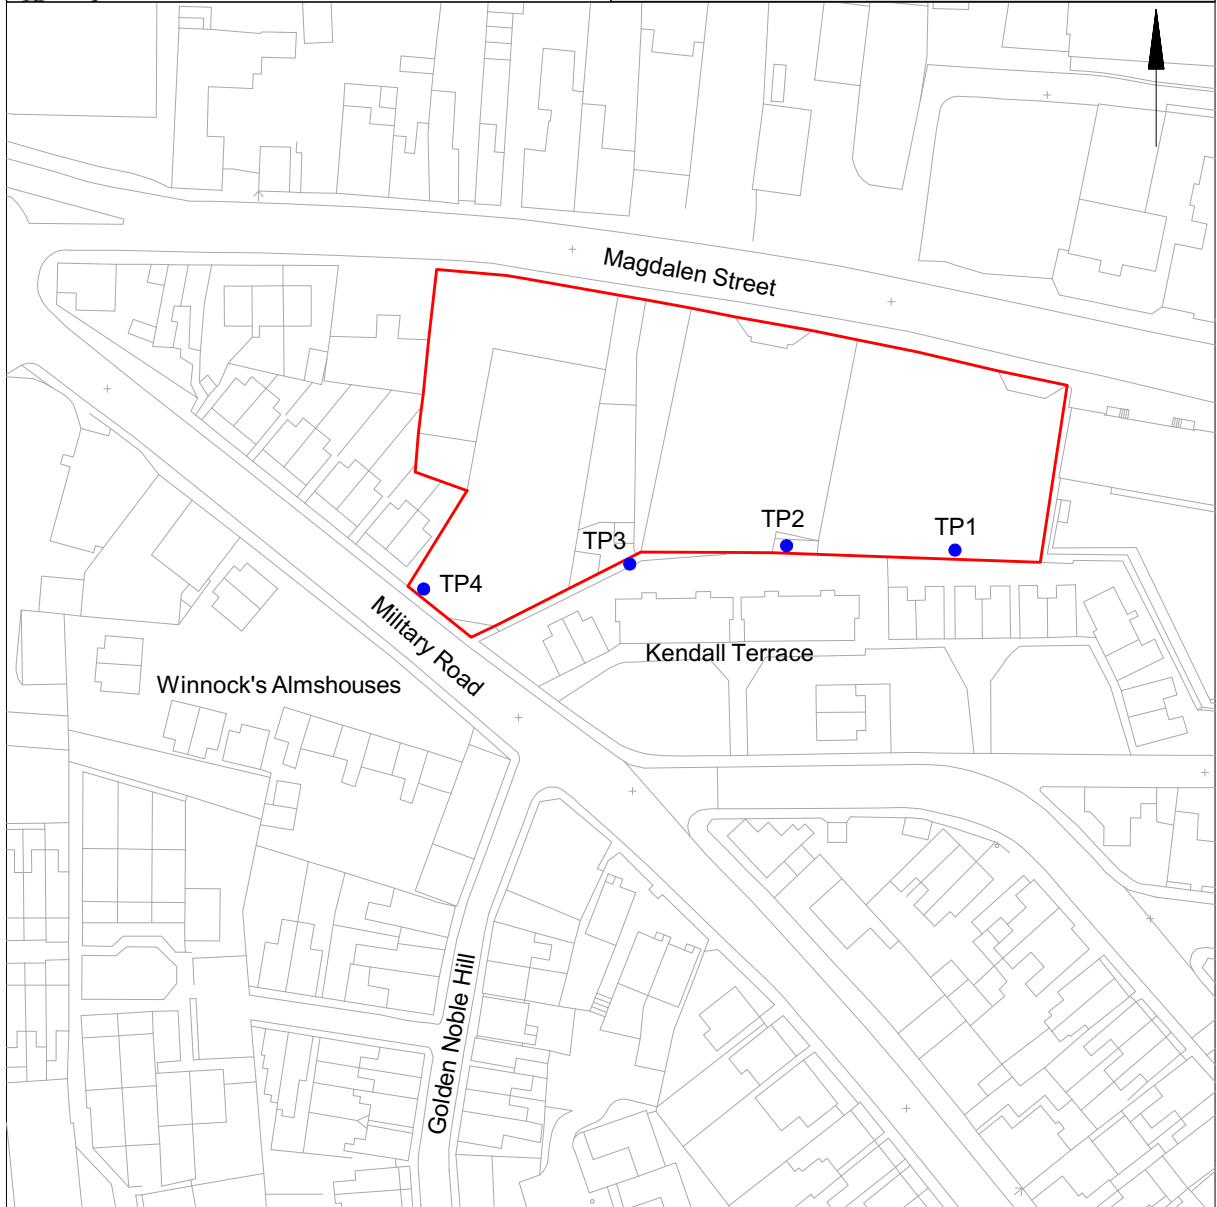 Magdalen Street
TP3
TP2
TP1
TP4
Military Road
Kendall Terrace
Winnock's Almshouses
Golden Noble Hill